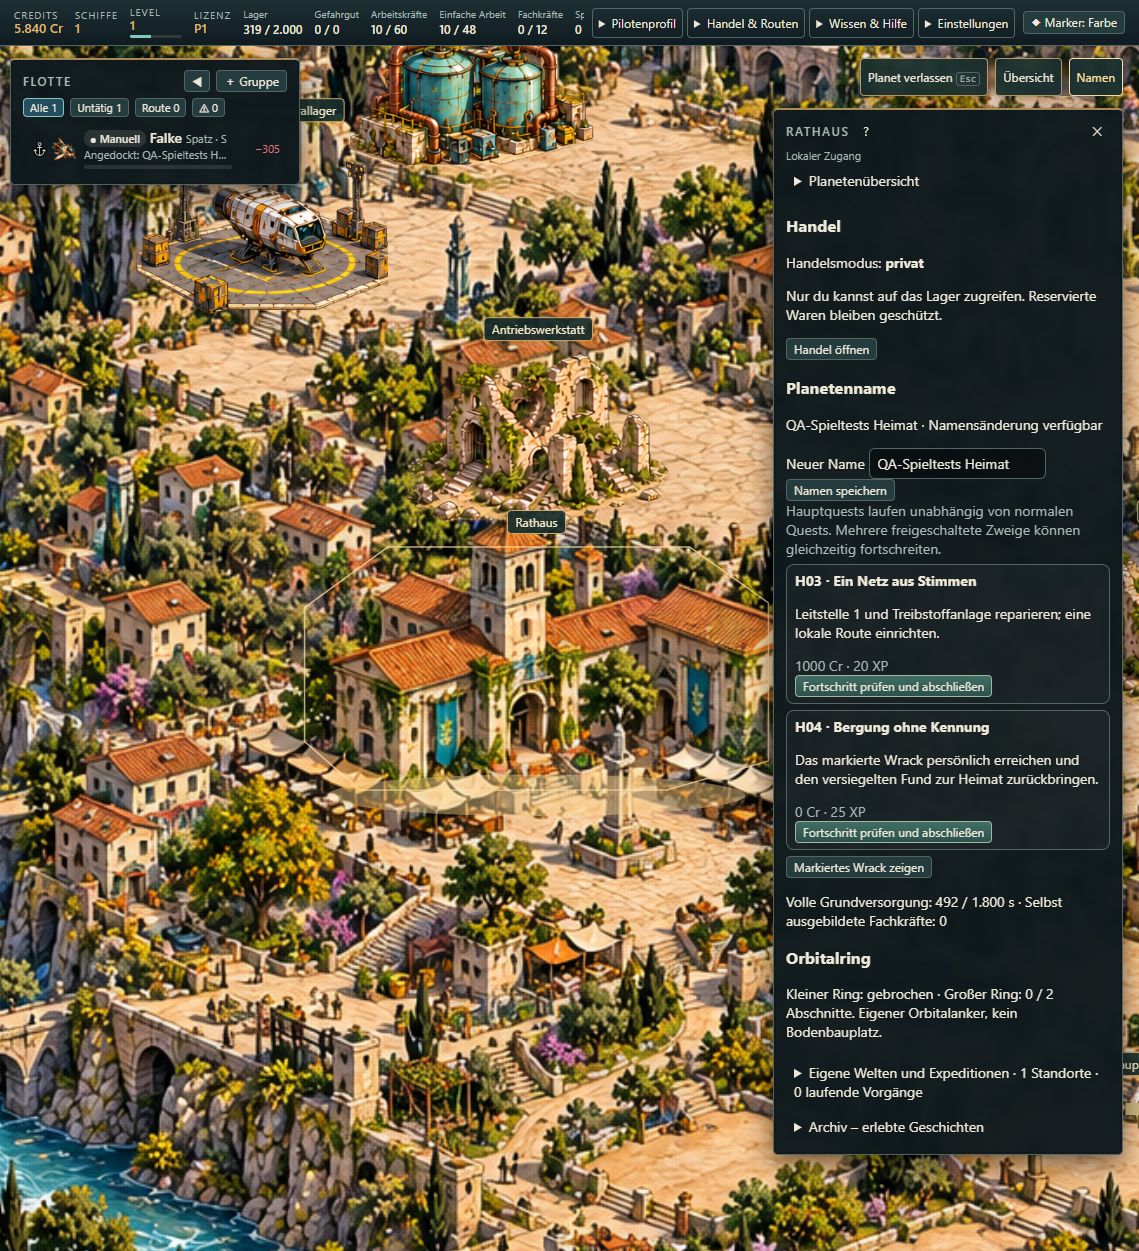 CREDITS
5.840 Cr
SCHIFFE
1
LEVEL
1
LIZENZ
P1
Lager
319 / 2.000
Gefahrgut
0 / 0
Arbeitskräfte
10 / 60
Einfache Arbeit
10 / 48
Fachkräfte
0 / 12
0
▶ Pilotenprofil
▶ Handel & Routen
▶ Wissen & Hilfe
▶ Einstellungen
◆ Marker: Farbe
FLOTTE
◀
+ Gruppe
Alle 1
Untätig 1
Route 0
⚠ 0
● Manuell Falke Spatz · S
Angedockt: QA-Spieltests H...
−305
allager
Planet verlassen Esc
Übersicht
Namen
Antriebswerkstatt
Rathaus
RATHAUS ?
×
Lokaler Zugang
▶ Planetenübersicht
Handel
Handelsmodus: privat
Nur du kannst auf das Lager zugreifen. Reservierte
Waren bleiben geschützt.
Handel öffnen
Planetenname
QA-Spieltests Heimat · Namensänderung verfügbar
Neuer Name QA-Spieltests Heimat
Namen speichern
Hauptquests laufen unabhängig von normalen
Quests. Mehrere freigeschaltete Zweige können
gleichzeitig fortschreiten.
H03 · Ein Netz aus Stimmen
Leitstelle 1 und Treibstoffanlage reparieren; eine
lokale Route einrichten.
1000 Cr · 20 XP
Fortschritt prüfen und abschließen
H04 · Bergung ohne Kennung
Das markierte Wrack persönlich erreichen und
den versiegelten Fund zur Heimat zurückbringen.
0 Cr · 25 XP
Fortschritt prüfen und abschließen
Markiertes Wrack zeigen
Volle Grundversorgung: 492 / 1.800 s · Selbst
ausgebildete Fachkräfte: 0
Orbitalring
Kleiner Ring: gebrochen · Großer Ring: 0 / 2
Abschnitte. Eigener Orbitalanker, kein
Bodenbauplatz.
▶ Eigene Welten und Expeditionen · 1 Standorte ·
0 laufende Vorgänge
▶ Archiv – erlebte Geschichten